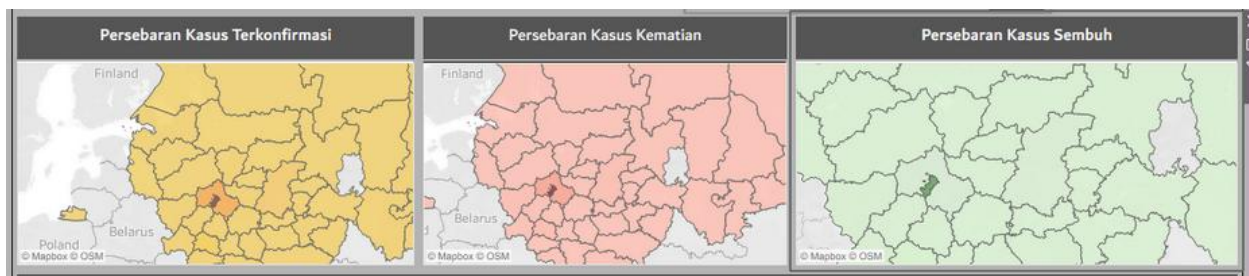 Persebaran Kasus Terkonfirmasi
Persebaran Kasus Kematian
Persebaran Kasus Sembuh
Finland
Belarus
Poland
© Mapbox © OSM
Finland
Belarus
© Mapbox © OSM
© Mapbox © OSM